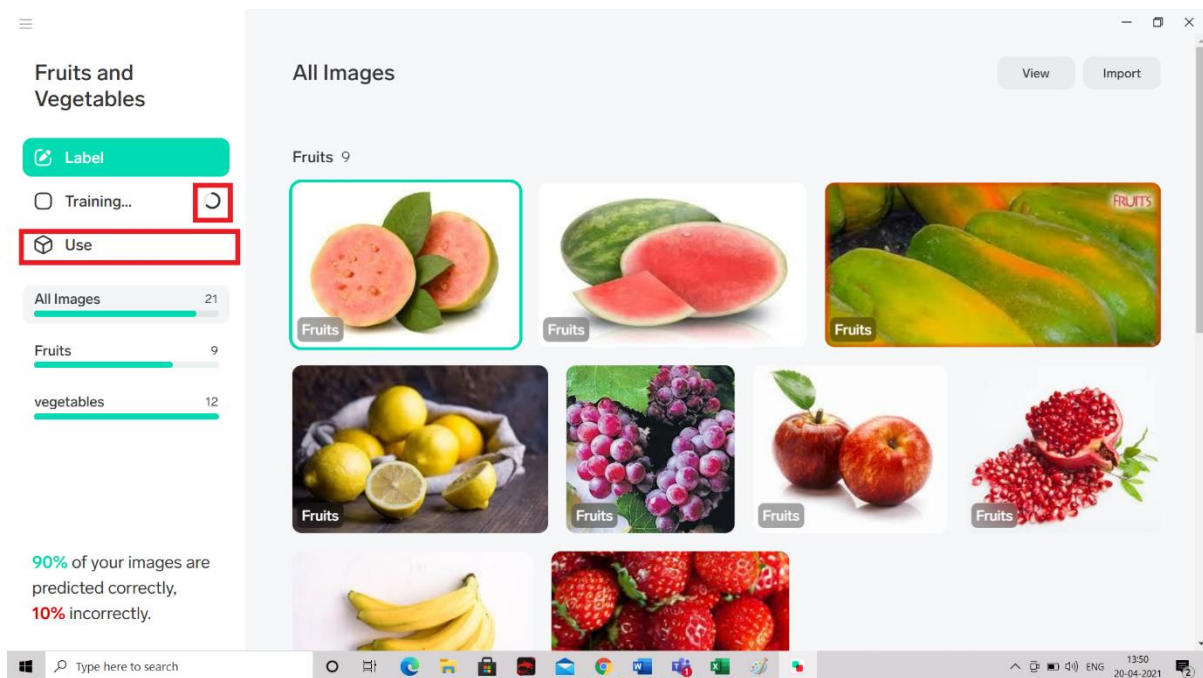 Fruits and
Vegetables
Label
Training...
Use
All Images 21
Fruits 9
vegetables 12
90% of your images are
predicted correctly,
10% incorrectly.
All Images
View
Import
Fruits 9
Fruits
Fruits
FRUITS
Fruits
Fruits
Fruits
Fruits
Fruits
Type here to search
ENG
13:50
20-04-2021
2